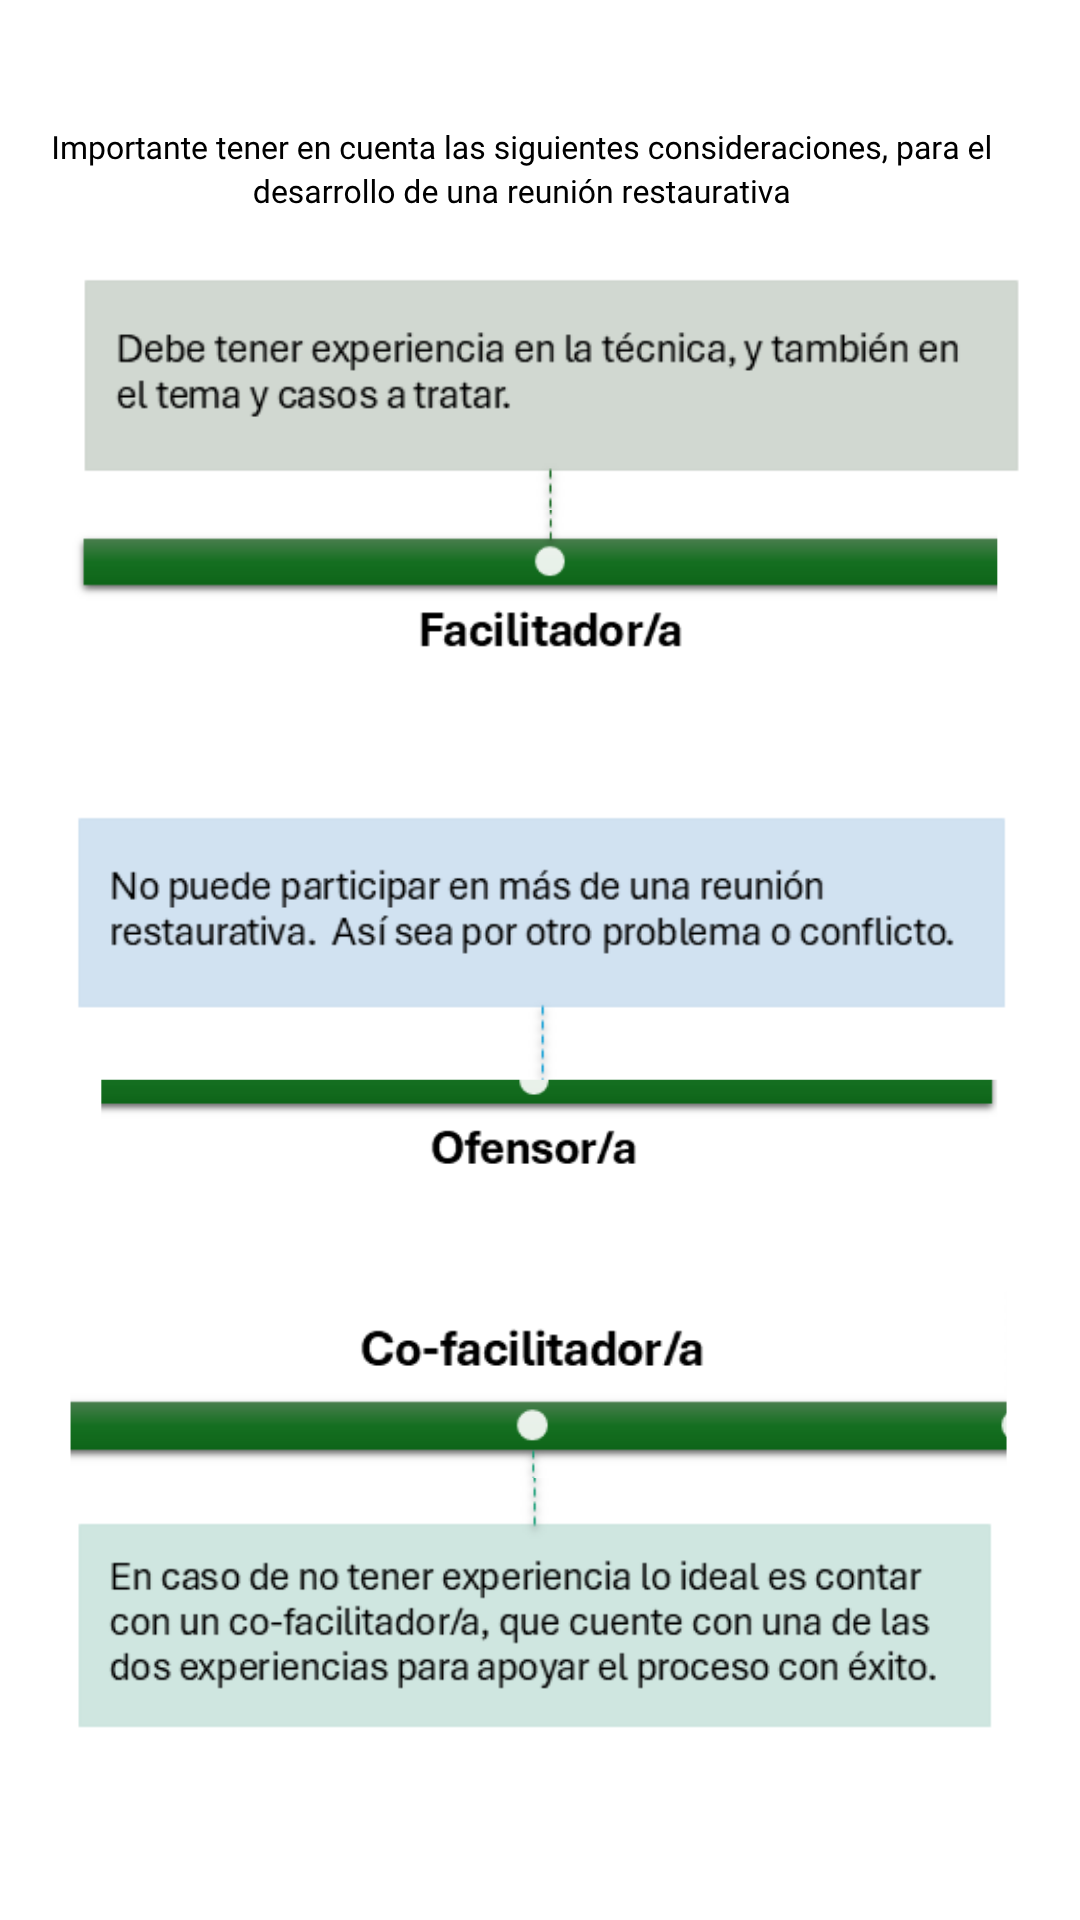 Importante tener en cuenta las siguientes consideraciones, para el
desarrollo de una reunión restaurativa
Debe tener experiencia en la técnica, y también en
el tema y casos a tratar.
Facilitador/a
No puede participar en más de una reunión
restaurativa.  Así sea por otro problema o conflicto.
Ofensor/a
Co-facilitador/a
En caso de no tener experiencia lo ideal es contar
con un co-facilitador/a, que cuente con una de las
dos experiencias para apoyar el proceso con éxito.